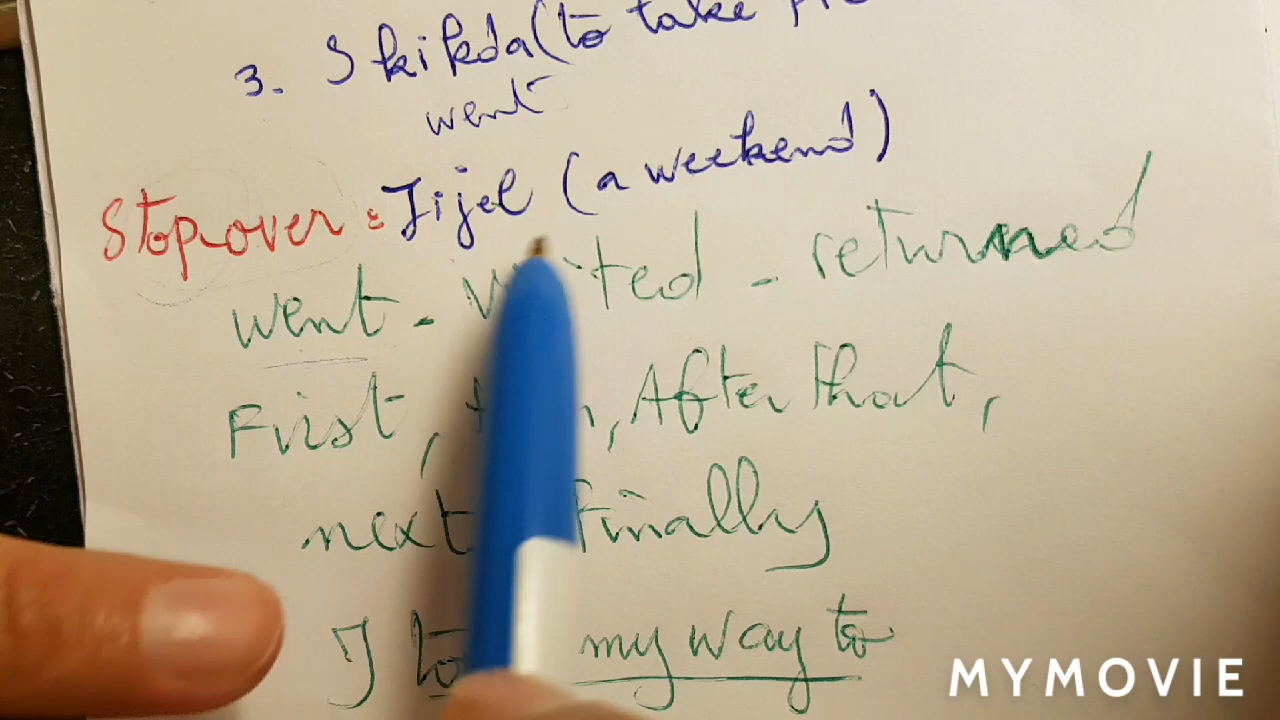 3. Skikda (to take
went
Stopover: Jijel (a weekend)
went - - returned
First, , After that,
next finally
I my way to
MYMOVIE